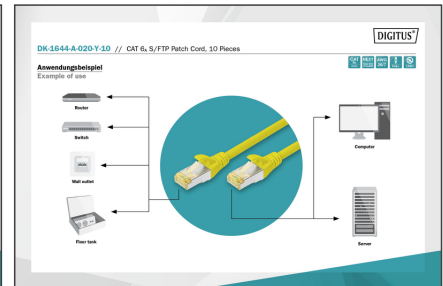 DIGITUS®
DK-1644-A-020-Y-10 // CAT 6A S/FTP Patch Cord, 10 Pieces
Anwendungsbeispiel
Example of use
Router
Switch
Wall outlet
Floor tank
Computer
Server